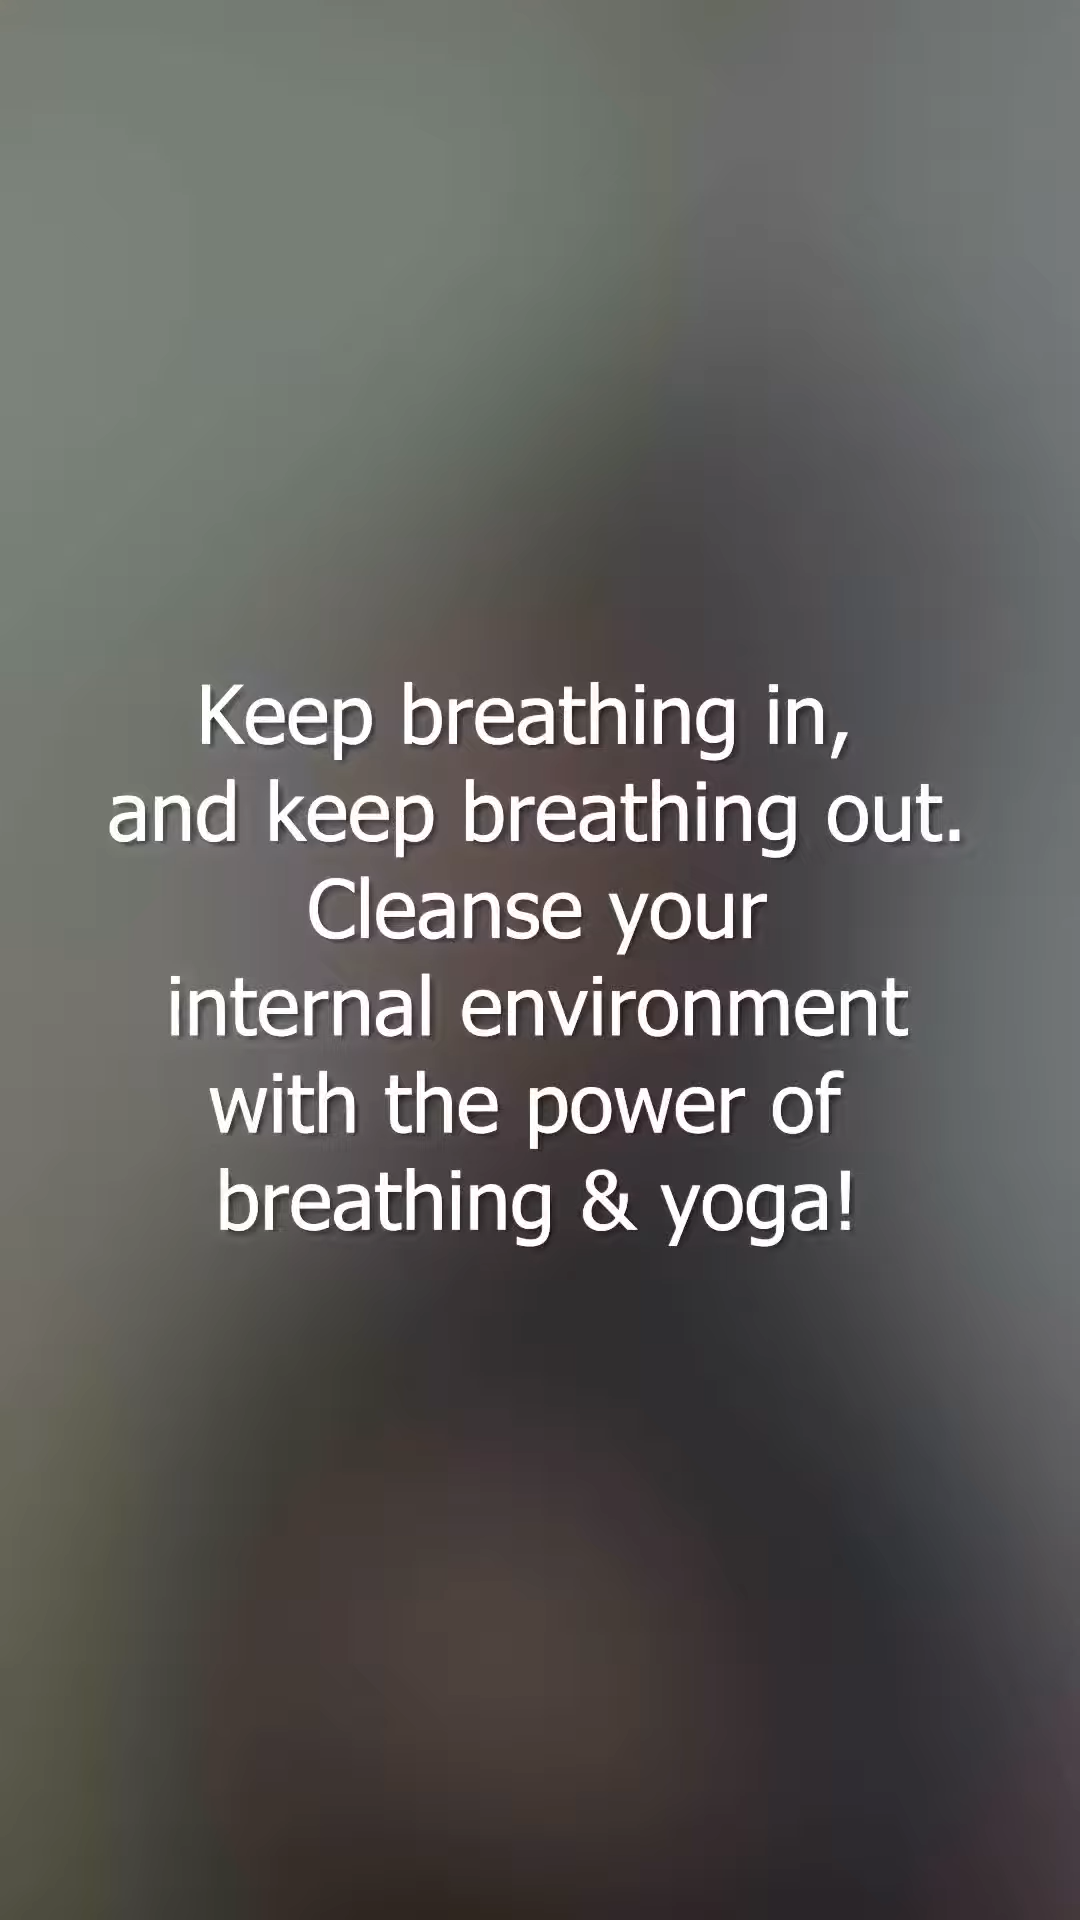 Keep breathing in,
and keep breathing out.
Cleanse your
internal environment
with the power of
breathing & yoga!